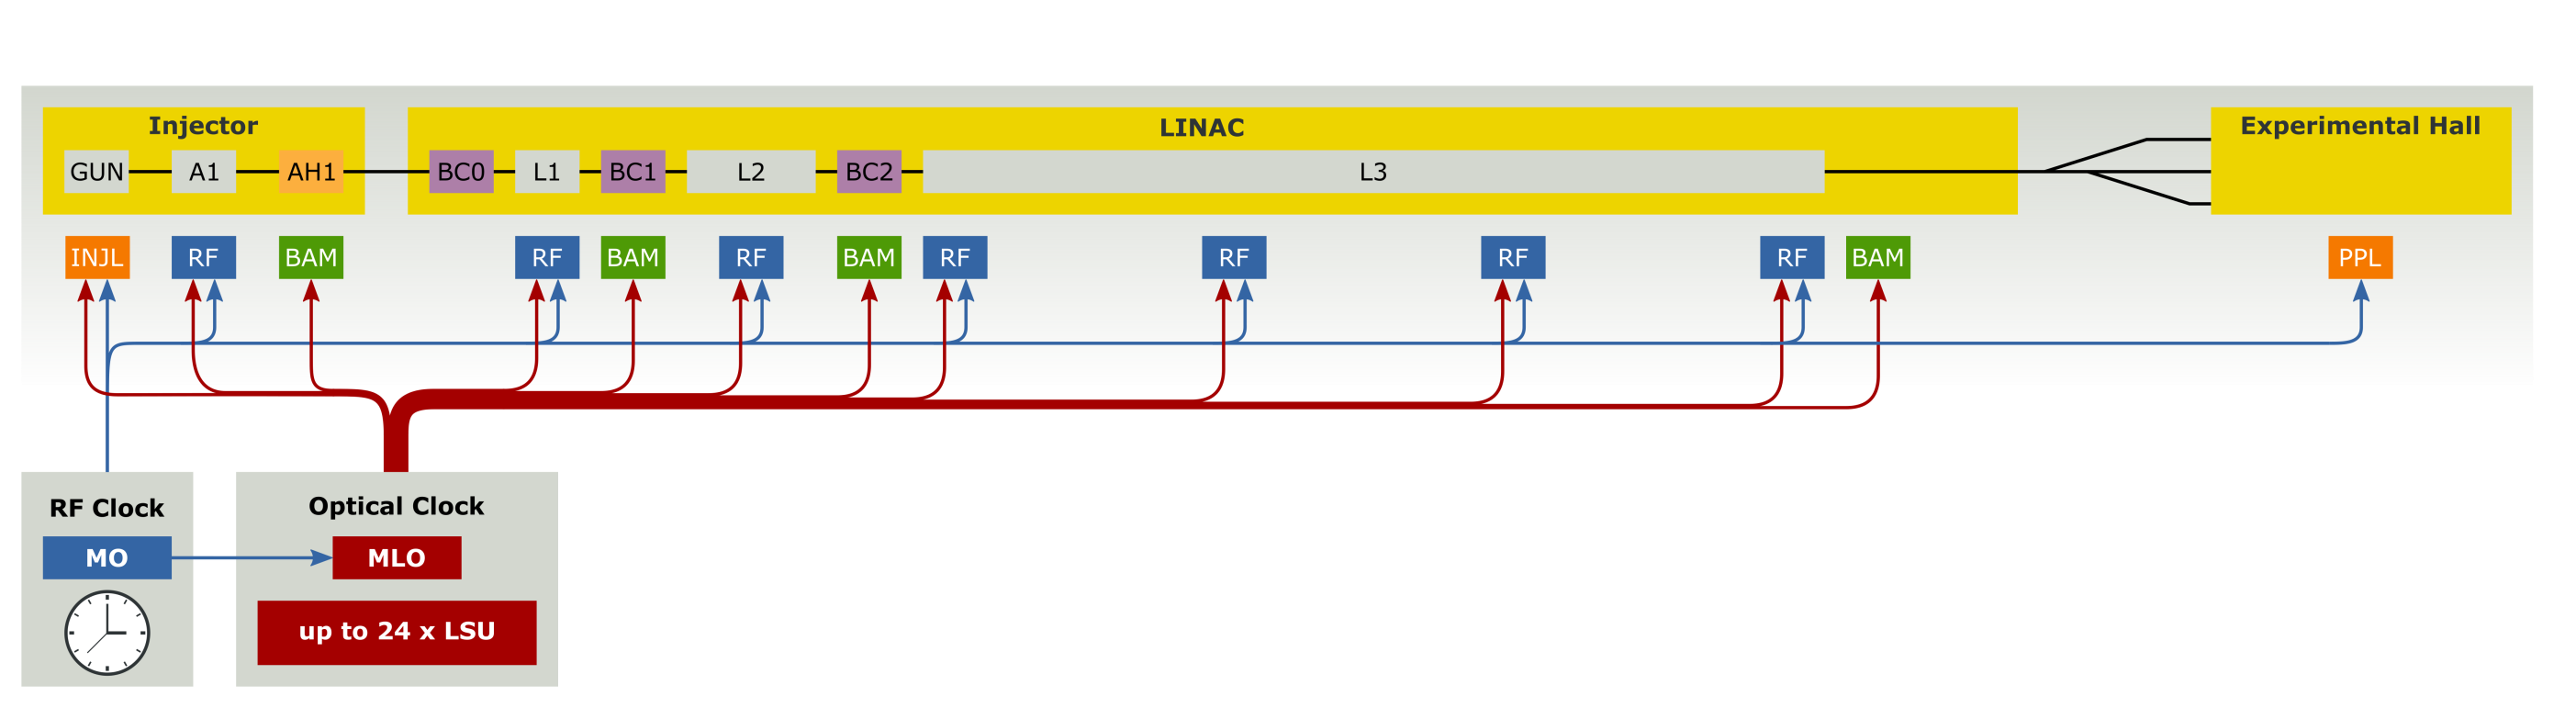 Injector
LINAC
Experimental Hall
GUN
A1
AH1
BC0
L1
BC1
L2
BC2
L3
INJL
RF
BAM
RF
BAM
RF
BAM
RF
RF
RF
RF
BAM
PPL
RF Clock
MO
Optical Clock
MLO
up to 24 x LSU